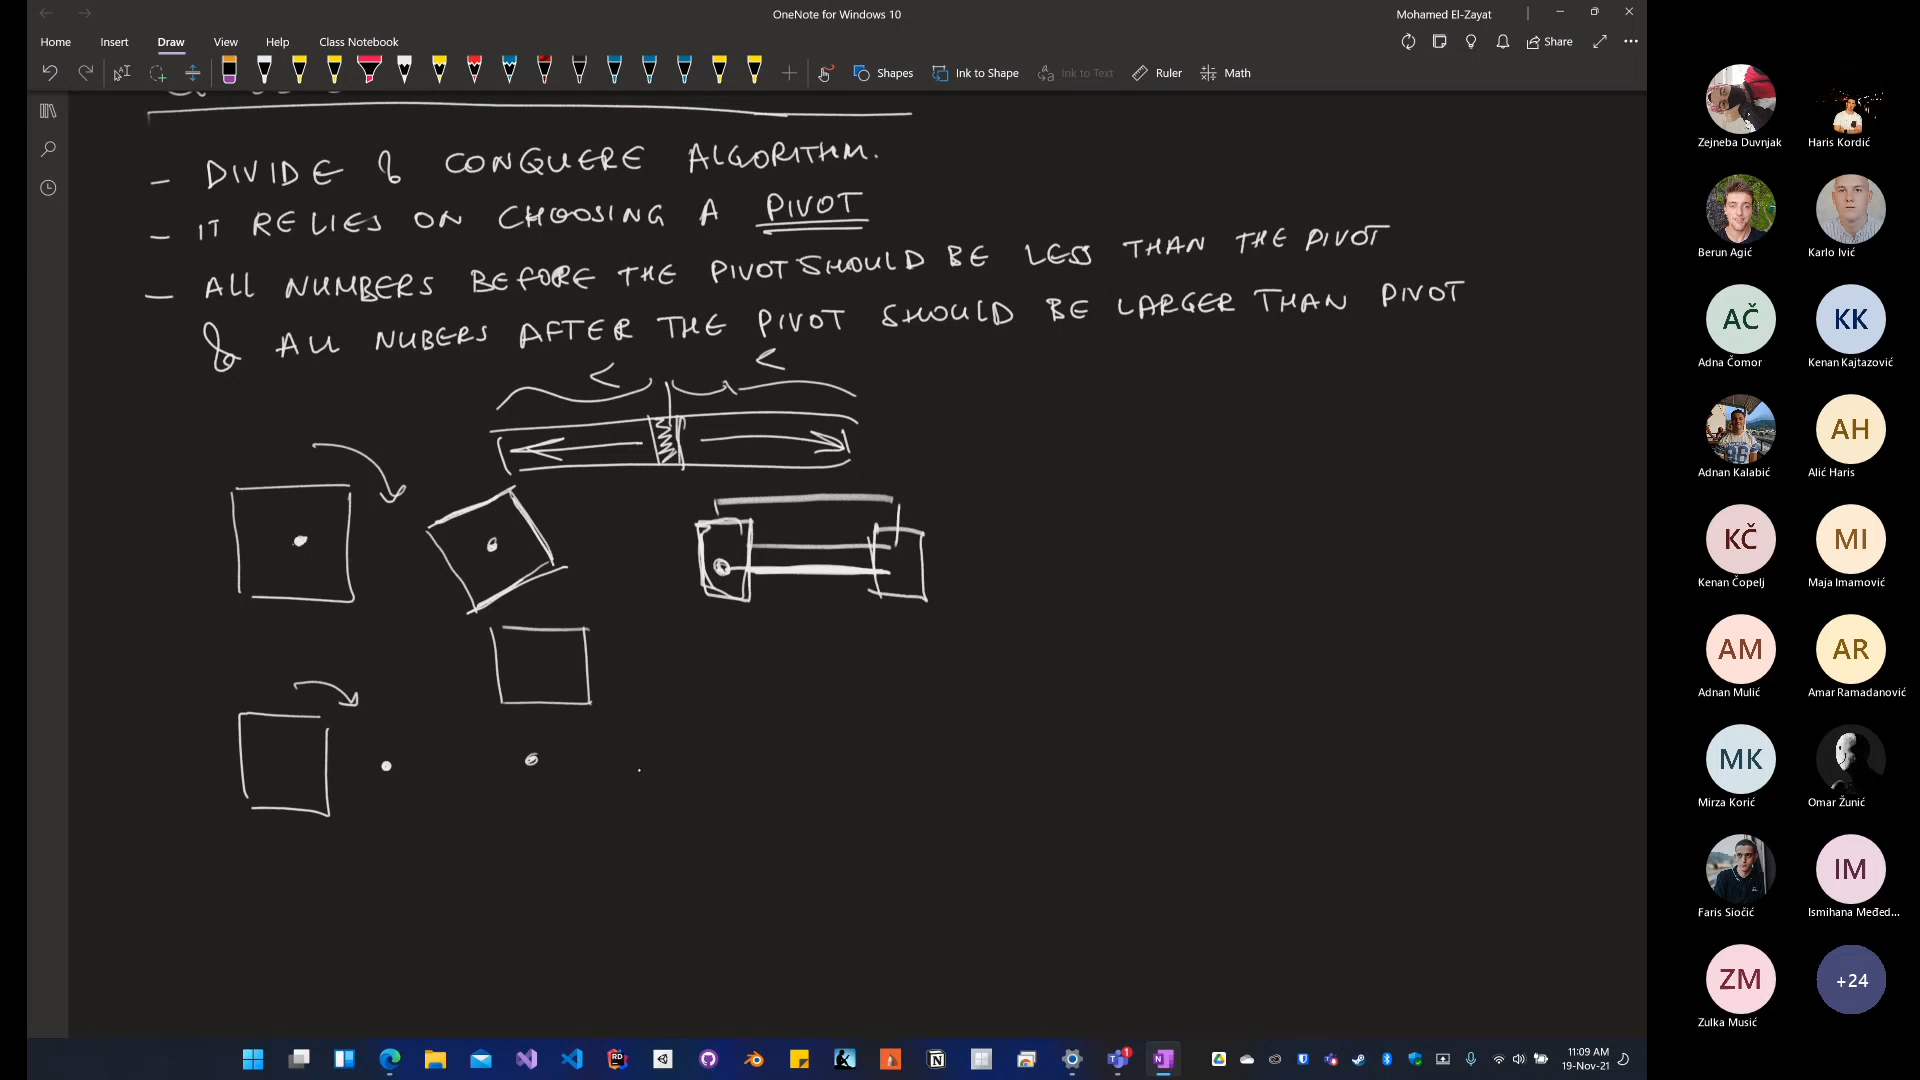 OneNote for Windows 10
Mohamed El-Zayat
Home Insert Draw View Help Class Notebook
Share
Shapes Ink to Shape Ink to Text Ruler Math
- DIVIDE & CONQUERE ALGORITHM.
- IT RELIES ON CHOOSING A PIVOT
- ALL NUMBERS BEFORE THE PIVOT SHOULD BE LESS THAN THE PIVOT
& ALL NUBERS AFTER THE PIVOT SHOULD BE LARGER THAN PIVOT
< <
Zejneba Duvnjak
Haris Kordić
Berun Agić
Karlo Ivić
AČ
Adna Čomor
KK
Kenan Kajtazović
Adnan Kalabić
AH
Alić Haris
KČ
Kenan Čopelj
MI
Maja Imamović
AM
Adnan Mulić
AR
Amar Ramadanović
MK
Mirza Korić
Omar Žunić
Faris Siočić
IM
Ismihana Međed...
ZM
Zulka Musić
+24
11:09 AM
19-Nov-21